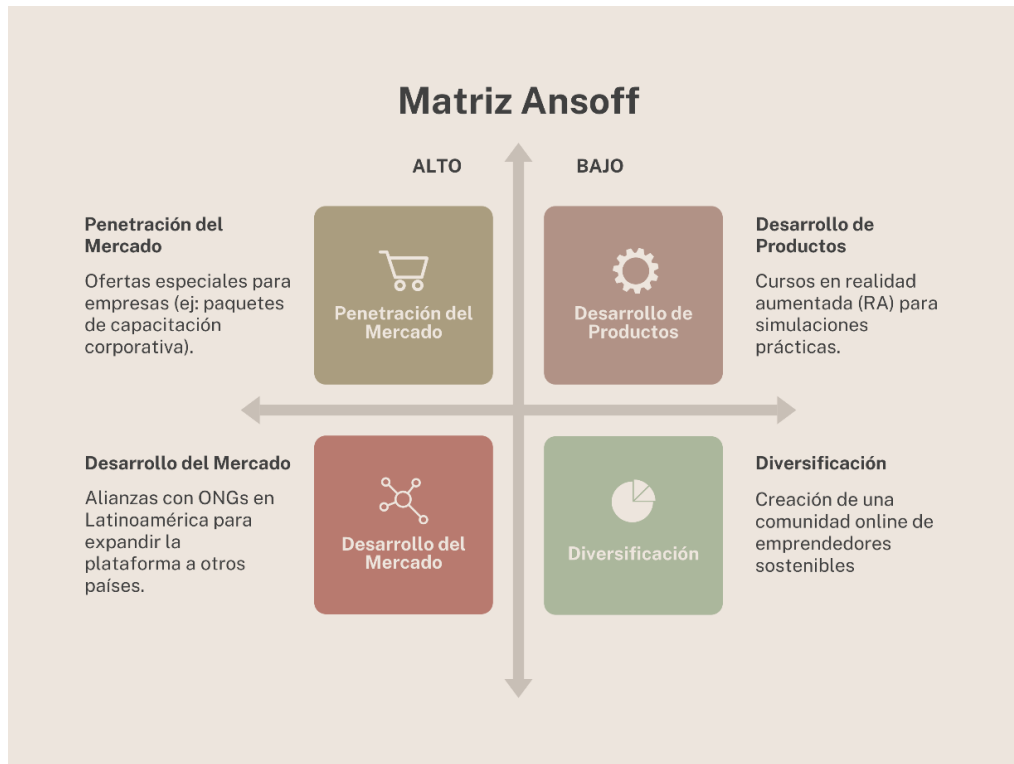 Matriz Ansoff
ALTO
BAJO
Penetración del
Mercado
Ofertas especiales para
empresas (ej: paquetes
de capacitación
corporativa).
Penetración del
Mercado
Desarrollo de
Productos
Desarrollo de
Productos
Cursos en realidad
aumentada (RA) para
simulaciones
prácticas.
Desarrollo del Mercado
Alianzas con ONGs en
Latinoamérica para
expandir la
plataforma a otros
países.
Desarrollo del
Mercado
Diversificación
Diversificación
Creación de una
comunidad online de
emprendedores
sostenibles